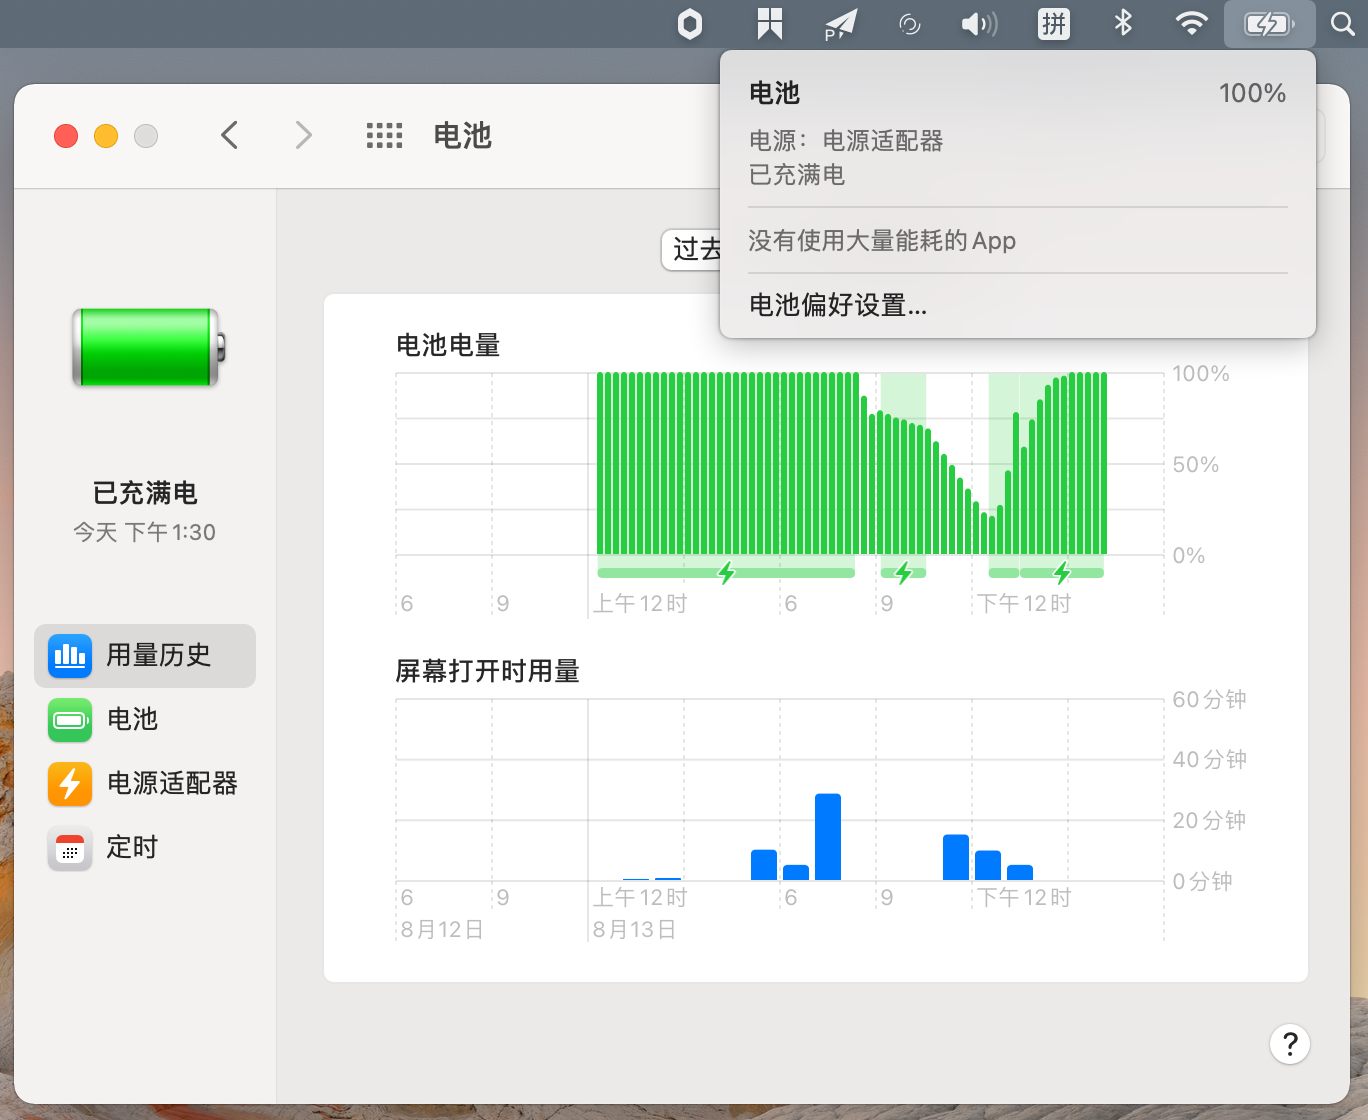 P
拼
电池 100%
电源：电源适配器
已充满电
没有使用大量能耗的App
电池偏好设置...
电池
过去
已充满电
今天 下午1:30
用量历史
电池
电源适配器
定时
电池电量
100%
50%
0%
6 9 上午12时 6 9 下午12时
屏幕打开时用量
60分钟
40分钟
20分钟
0分钟
6 9 上午12时 6 9 下午12时
8月12日 8月13日
?